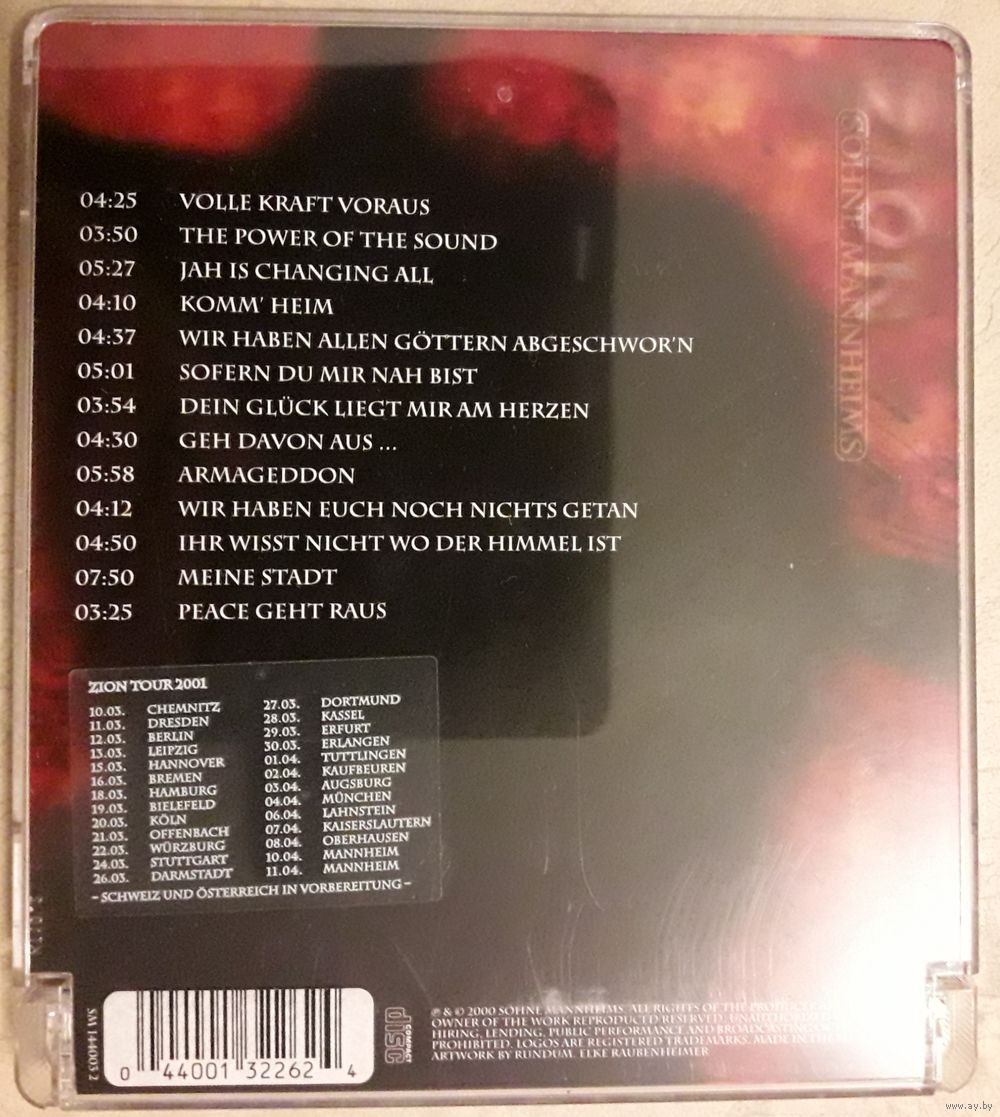 ZION
SÖHNE MANNHEIMS
04:25 VOLLE KRAFT VORAUS
03:50 THE POWER OF THE SOUND
05:27 JAH IS CHANGING ALL
04:10 KOMM' HEIM
04:37 WIR HABEN ALLEN GÖTTERN ABGESCHWOR'N
05:01 SOFERN DU MIR NAH BIST
03:54 DEIN GLÜCK LIEGT MIR AM HERZEN
04:30 GEH DAVON AUS ...
05:58 ARMAGEDDON
04:12 WIR HABEN EUCH NOCH NICHTS GETAN
04:50 IHR WISST NICHT WO DER HIMMEL IST
07:50 MEINE STADT
03:25 PEACE GEHT RAUS
ZION TOUR 2001
10.03. CHEMNITZ
11.03. DRESDEN
12.03. BERLIN
13.03. LEIPZIG
15.03. HANNOVER
16.03. BREMEN
18.03. HAMBURG
19.03. BIELEFELD
20.03. KÖLN
21.03. OFFENBACH
22.03. WÜRZBURG
24.03. STUTTGART
26.03. DARMSTADT
27.03. DORTMUND
28.03. KASSEL
29.03. ERFURT
30.03. ERLANGEN
01.04. TUTTLINGEN
02.04. KAUFBEUREN
03.04. AUGSBURG
04.04. MÜNCHEN
06.04. LAHNSTEIN
07.04. KAISERSLAUTERN
08.04. OBERHAUSEN
10.04. MANNHEIM
11.04. MANNHEIM
- SCHWEIZ UND ÖSTERREICH IN VORBEREITUNG -
SM 144003 2
0 44001 32262 4
COMPACT disc
℗ & © 2000 SÖHNE MANNHEIMS. ALL RIGHTS OF THE PRODUCER
OWNER OF THE WORK REPRODUCED RESERVED. UNAUTHORIZED
HIRING, LENDING, PUBLIC PERFORMANCE AND BROADCASTING
PROHIBITED. LOGOS ARE REGISTERED TRADEMARKS. MADE IN THE
ARTWORK BY RUNDUM. ELKE RAUBENHEIMER
www.ay.by